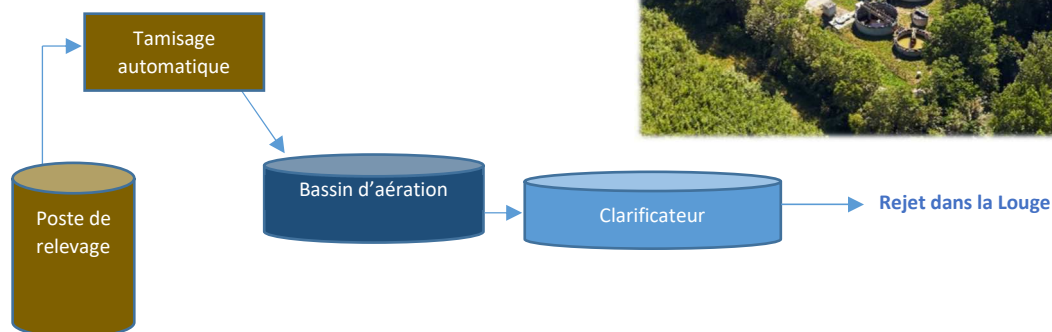 Tamisage
automatique
Poste de
relevage
Bassin d’aération
Clarificateur
Rejet dans la Louge